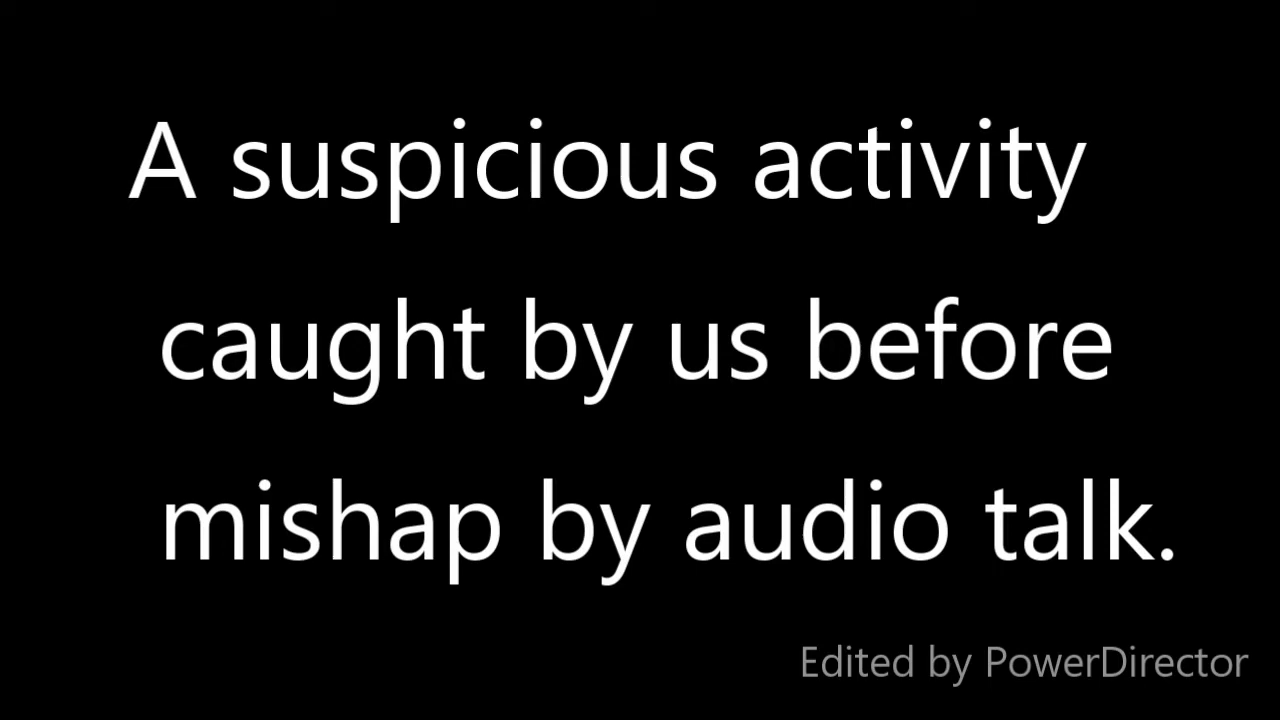 A suspicious activity
caught by us before
mishap by audio talk.
Edited by PowerDirector